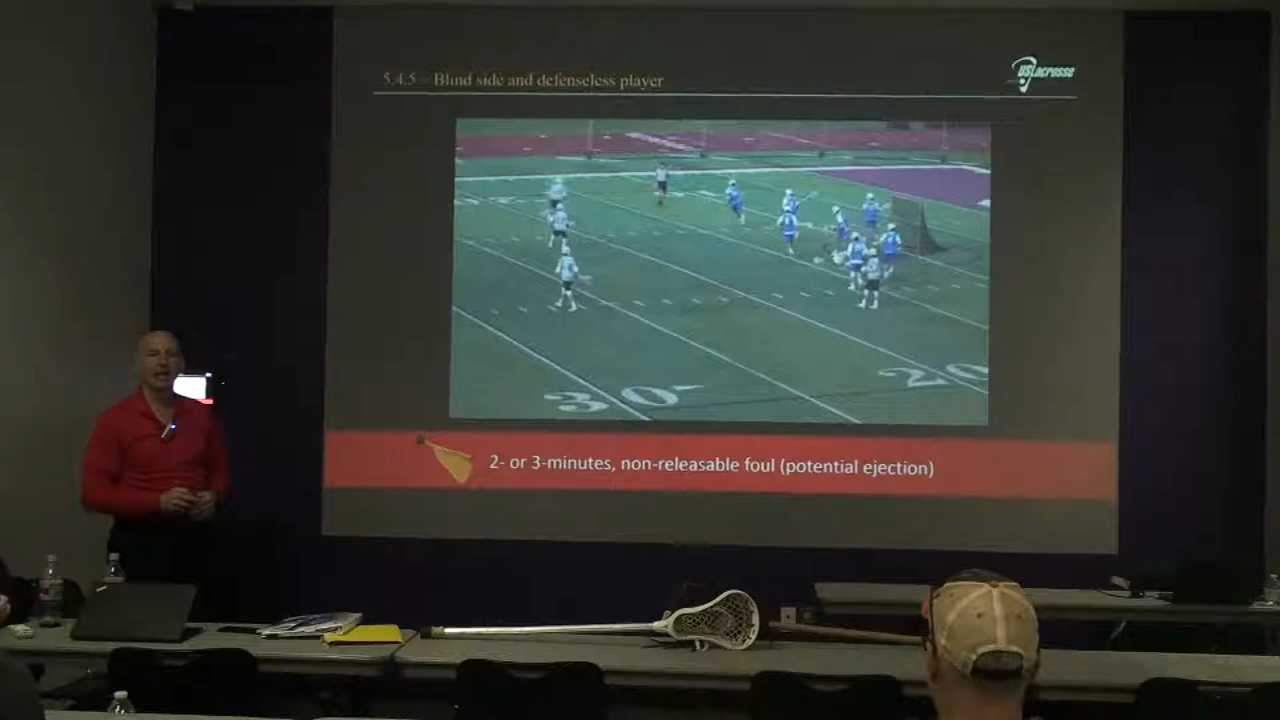 5.4.5 – Blind side and defenseless player
USLacrosse
30
20
2- or 3-minutes, non-releasable foul (potential ejection)